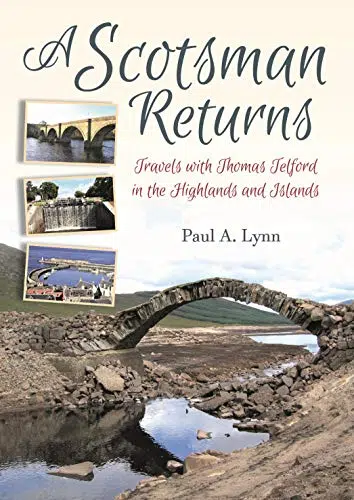 A Scotsman
Returns
Travels with Thomas Telford
in the Highlands and Islands
Paul A. Lynn